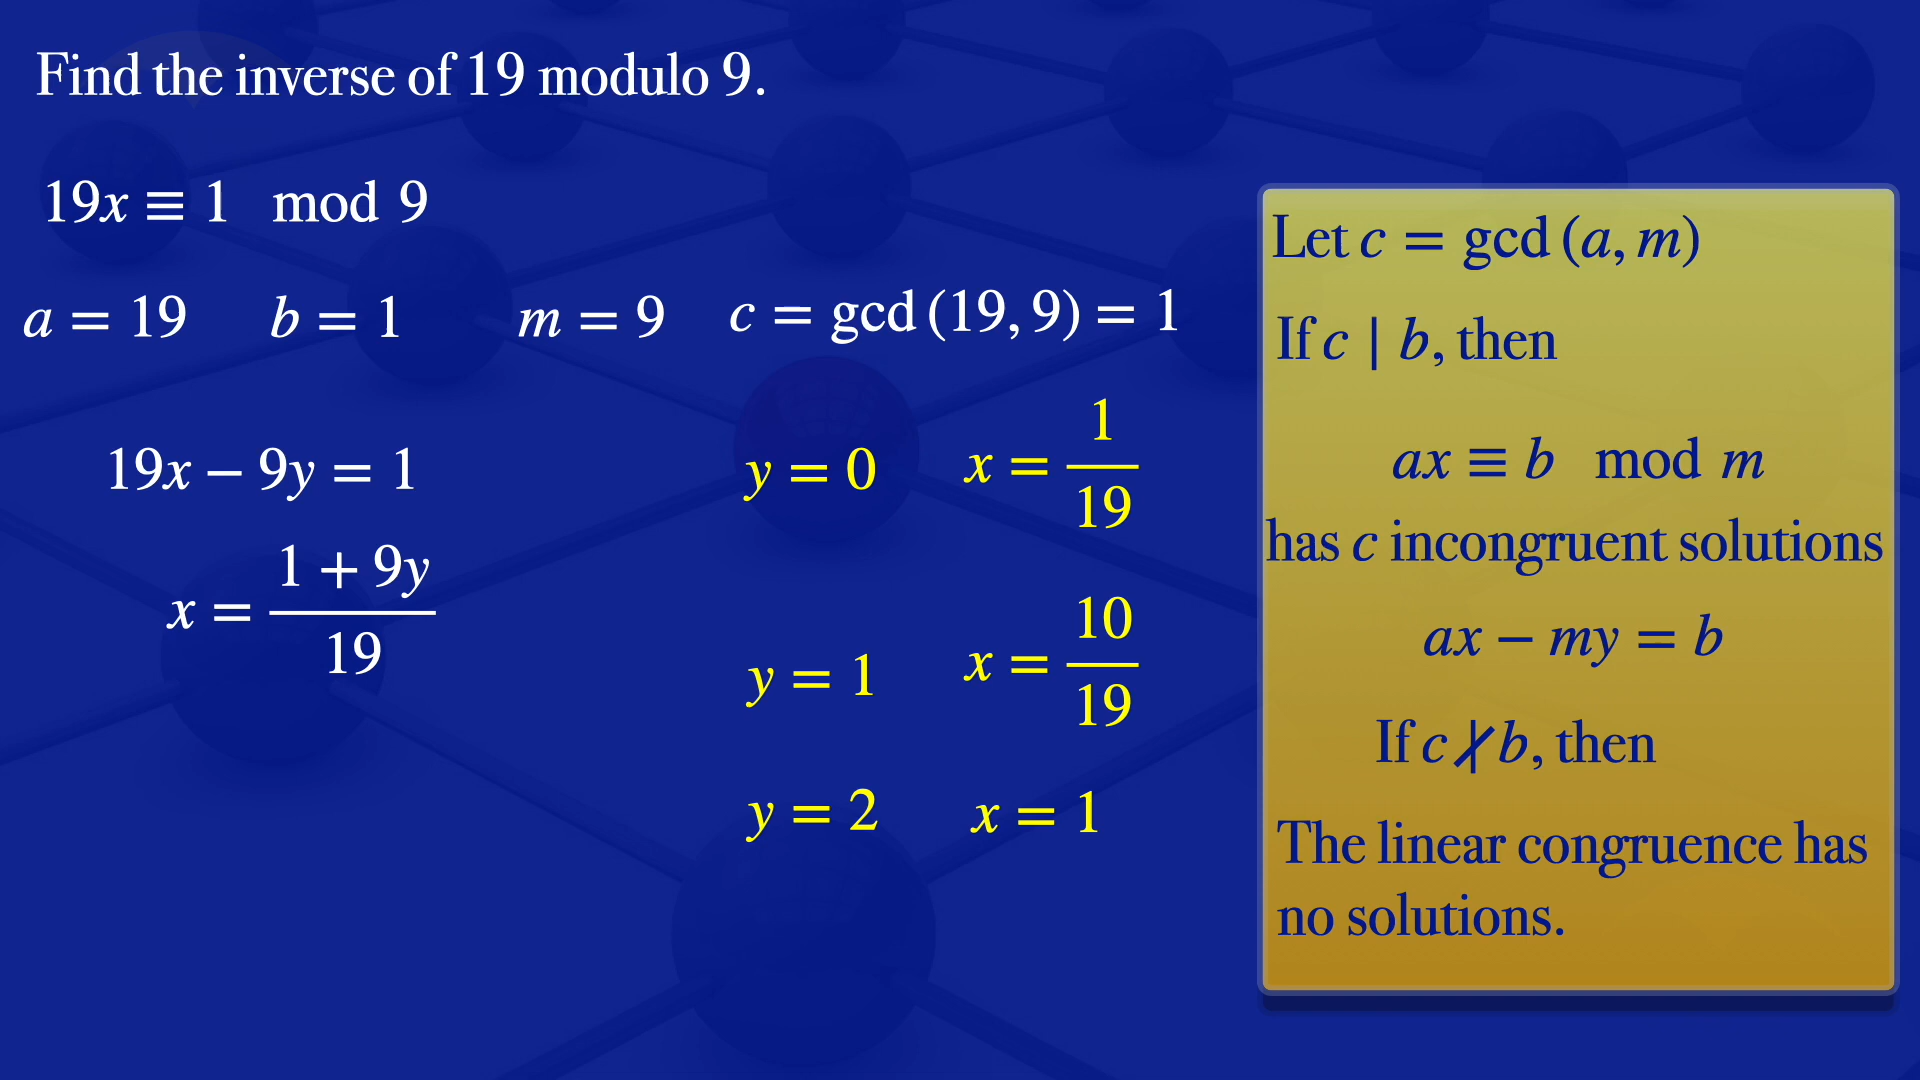 Find the inverse of 19 modulo 9.
19x ≡ 1 mod 9
a = 19 b = 1 m = 9 c = gcd (19, 9) = 1
19x − 9y = 1
x = (1 + 9y)/19
y = 0 x = 1/19
y = 1 x = 10/19
y = 2 x = 1
Let c = gcd (a, m)
If c | b, then
ax ≡ b mod m
has c incongruent solutions
ax − my = b
If c ∤ b, then
The linear congruence has
no solutions.